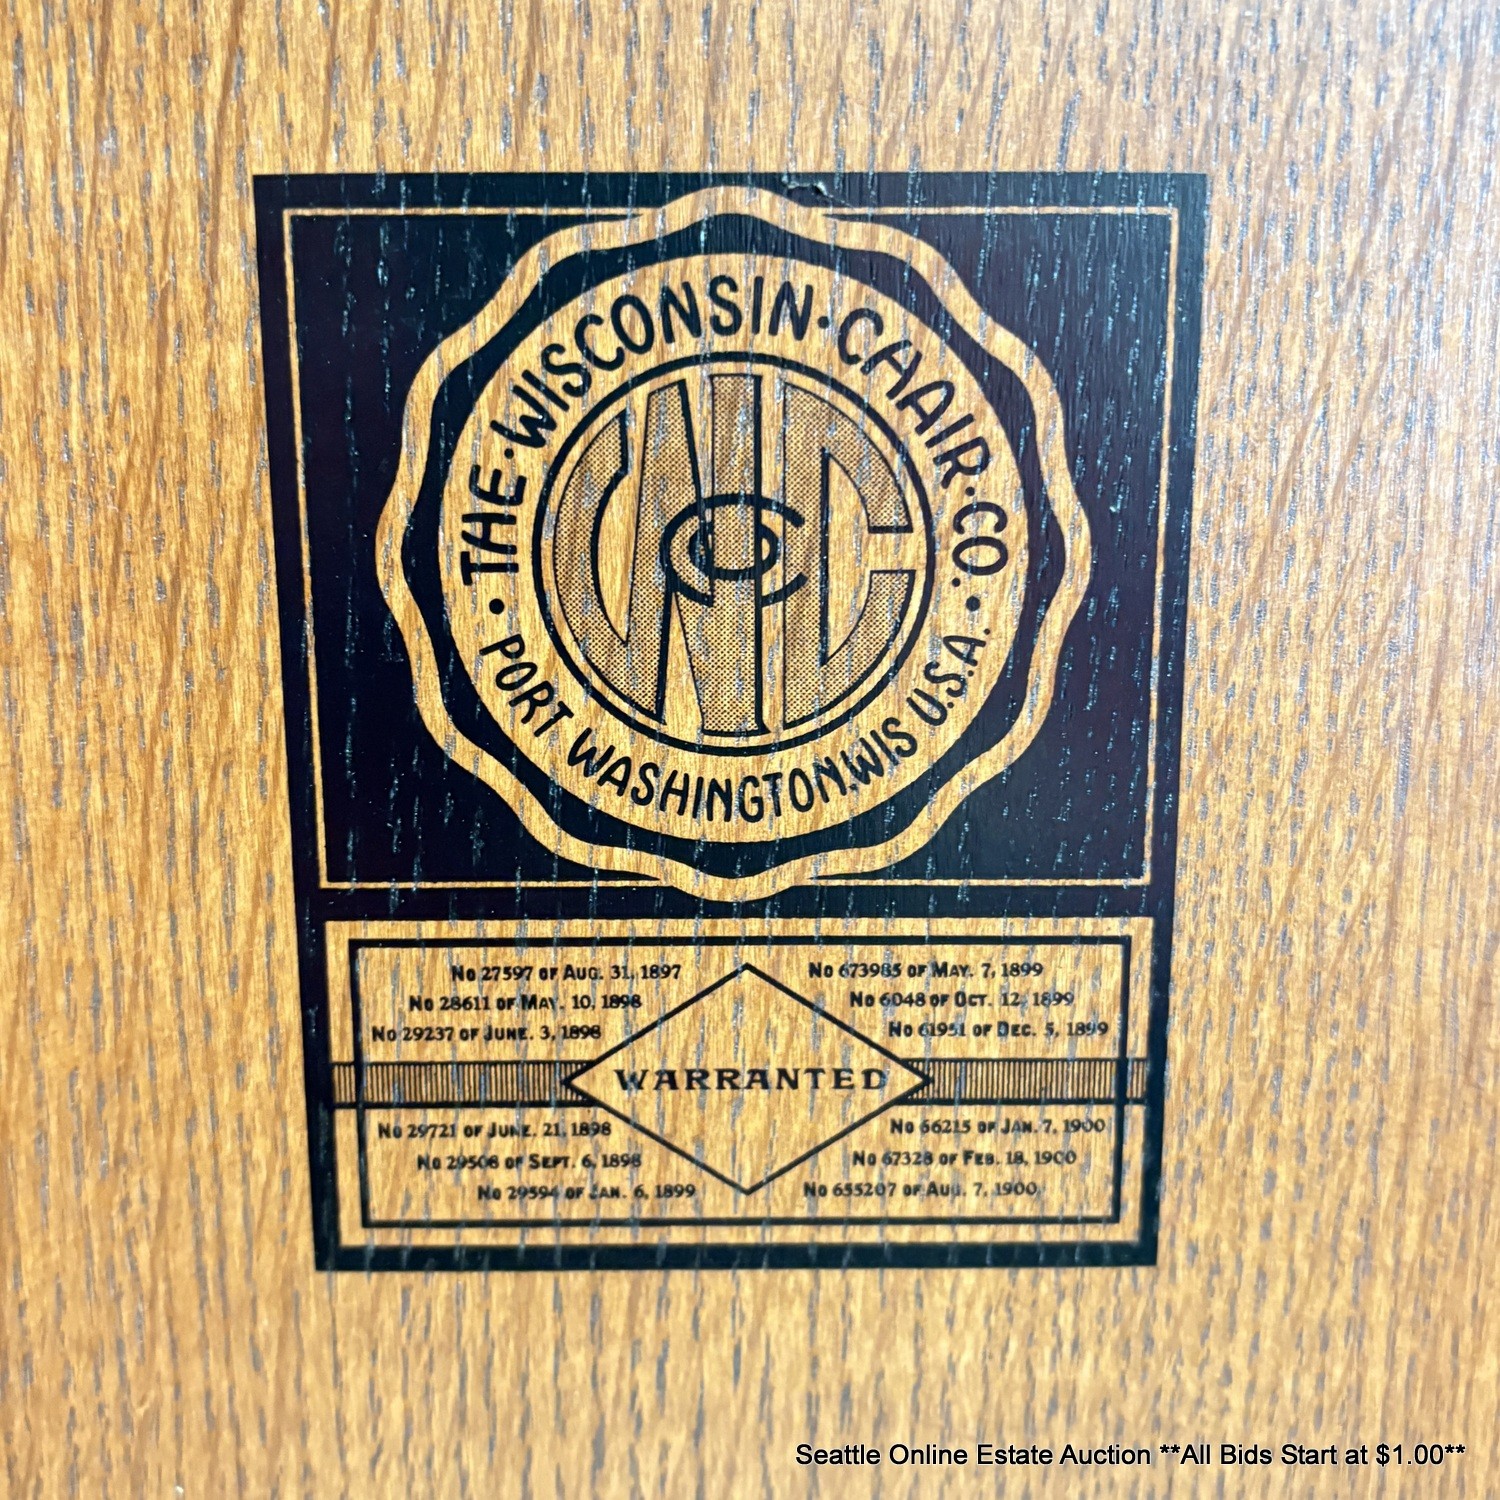 THE·WISCONSIN·CHAIR·CO.
WCCo
• PORT WASHINGTON, WIS U.S.A. •
No 27597 OF AUG. 31, 1897
No 28611 OF MAY. 10, 1898
No 29237 OF JUNE. 3, 1898
No 673985 OF MAY. 7, 1899
No 6048 OF OCT. 12, 1899
No 61951 OF DEC. 5, 1899
WARRANTED
No 29721 OF JUNE. 21, 1898
No 29508 OF SEPT. 6, 1898
No 29594 OF JAN. 6, 1899
No 66215 OF JAN. 7, 1900
No 67328 OF FEB. 18, 1900
No 655207 OF AUG. 7, 1900
Seattle Online Estate Auction **All Bids Start at $1.00**